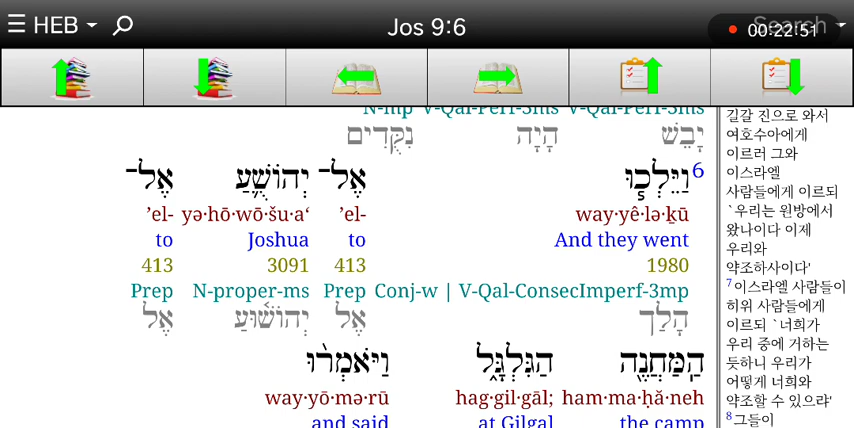 ☰ HEB Jos 9:6 Search
00:22:51
N-mp V-Qal-Perf-3ms V-Qal-Perf-3ms
יָבֵשׁ הָיָה נִקֻּדִים
6 וַיֵּלְכ֧וּ אֶל־ יְהוֹשֻׁ֛עַ אֶל־
’el- yə·hō·wō·šu·a‘ ’el- way·yê·lə·ḵū
to Joshua to And they went
413 3091 413 1980
Prep N-proper-ms Prep Conj-w | V-Qal-ConsecImperf-3mp
הָלַךְ אֶל יְהוֹשׁ֫וּעַ אֶל
הַֽמַּחֲנֶ֖ה הַגִּלְגָּ֑ל וַיֹּאמְר֨וּ
way·yō·mə·rū hag·gil·gāl; ham·ma·ḥă·neh
and said at Gilgal the camp
길갈 진으로 와서
여호수아에게
이르러 그와
이스라엘
사람들에게 이르되
`우리는 원방에서
왔나이다 이제
우리와
약조하사이다'
7이스라엘 사람들이
히위 사람들에게
이르되 `너희가
우리 중에 거하는
듯하니 우리가
어떻게 너희와
약조할 수 있으랴'
8그들이